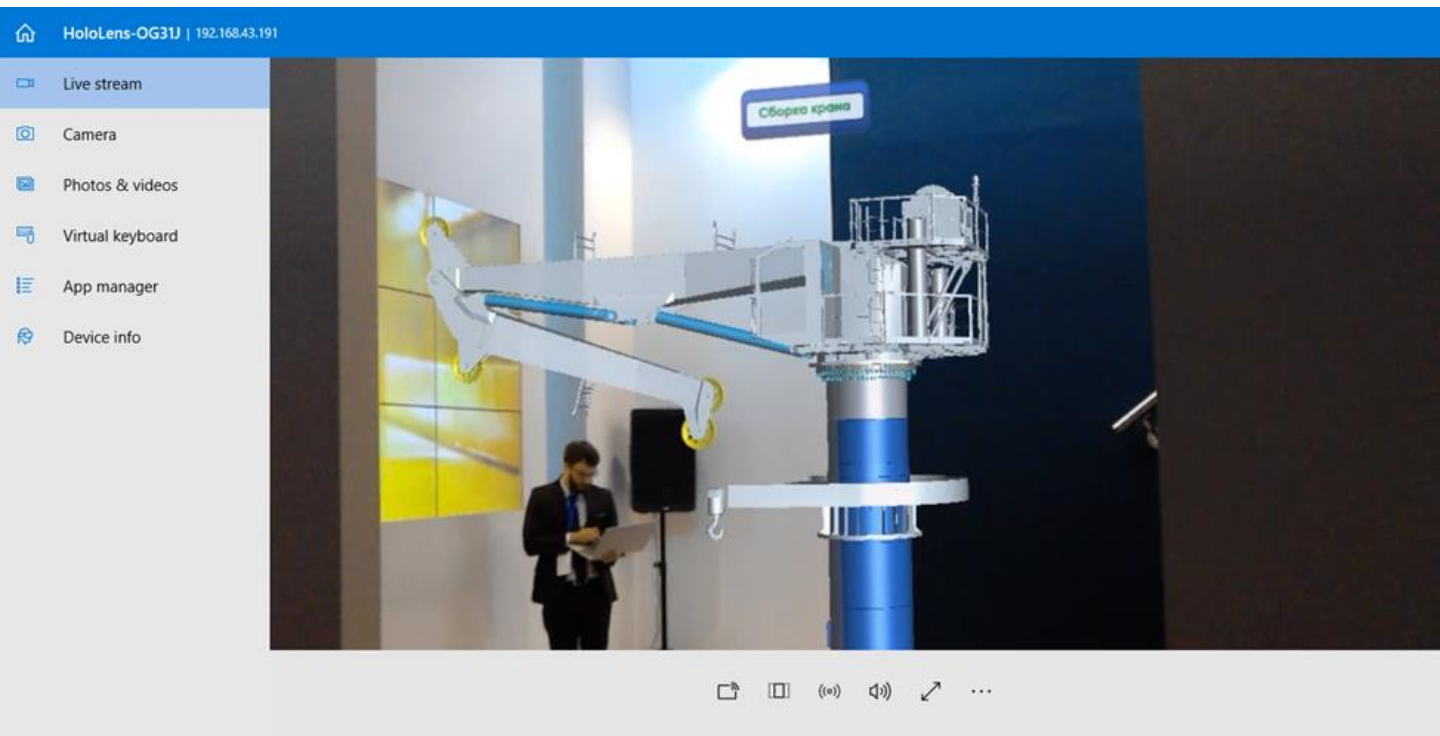 HoloLens-OG31J | 192.168.43.191
Live stream
Camera
Photos & videos
Virtual keyboard
App manager
Device info
Сборка крана